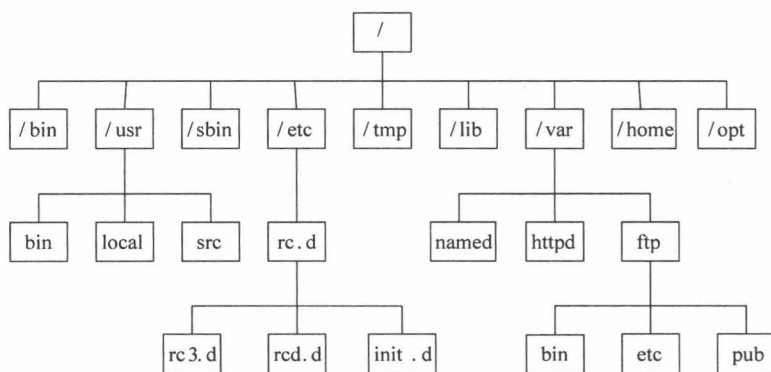 /
/bin /usr /sbin /etc /tmp /lib /var /home /opt
bin local src rc.d named httpd ftp
rc3.d rcd.d init .d bin etc pub